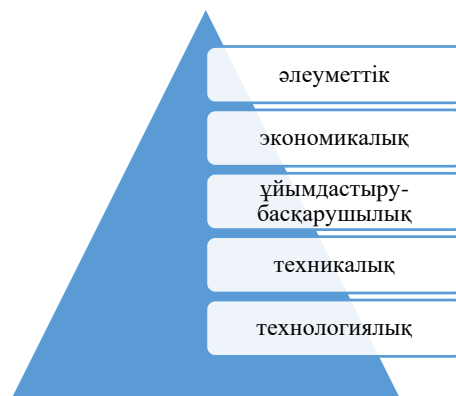 әлеуметтік
экономикалық
ұйымдастыру-
басқарушылық
техникалық
технологиялық